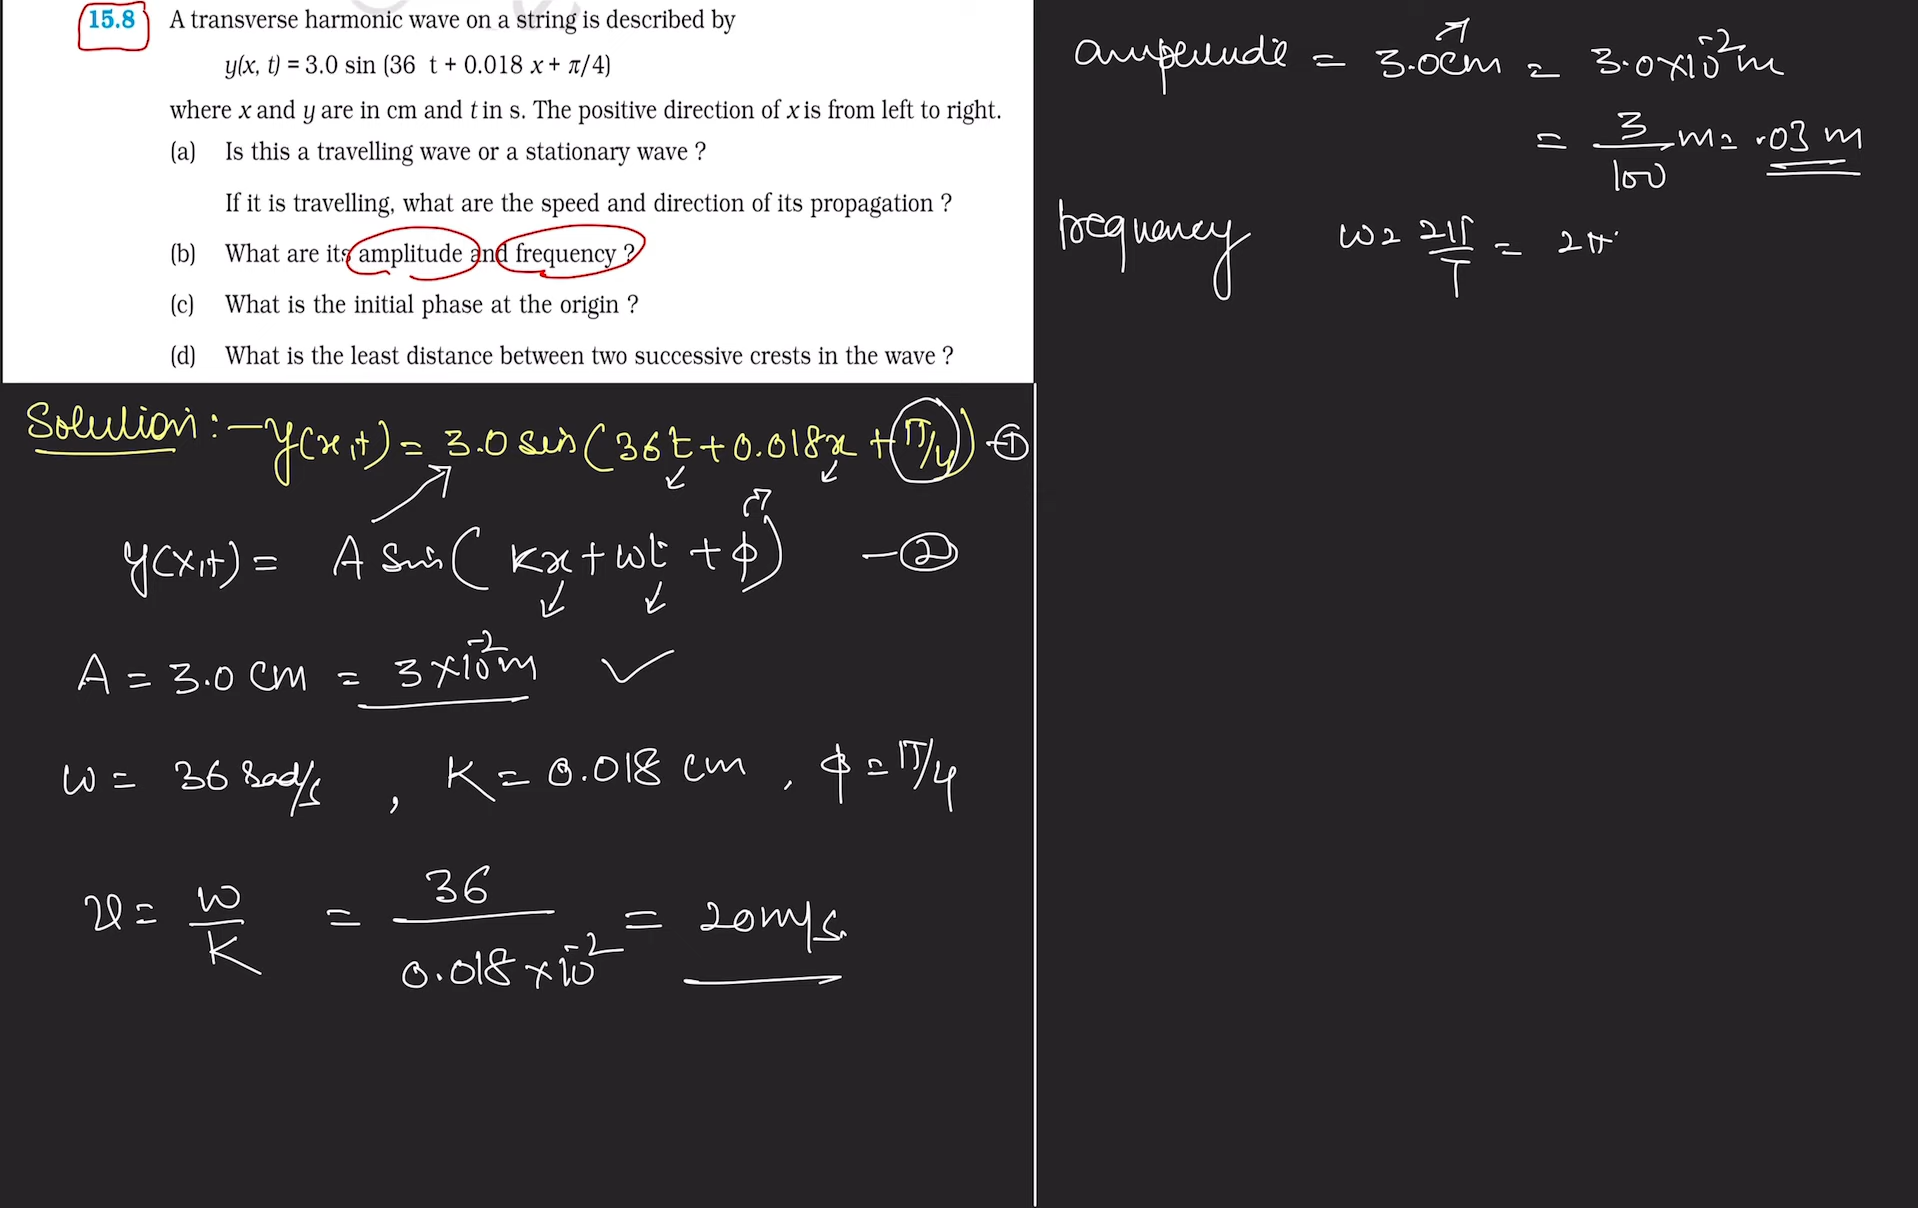 15.8 A transverse harmonic wave on a string is described by
y(x, t) = 3.0 sin (36 t + 0.018 x + π/4)
where x and y are in cm and t in s. The positive direction of x is from left to right.
(a) Is this a travelling wave or a stationary wave ?
If it is travelling, what are the speed and direction of its propagation ?
(b) What are its amplitude and frequency ?
(c) What is the initial phase at the origin ?
(d) What is the least distance between two successive crests in the wave ?
Solution :- y(x,t) = 3.0 sin (36t + 0.018x + π/4) -①
y(x,t) = A sin( kx + ωt + ϕ) -②
A = 3.0 cm = 3×10⁻²m ✓
ω = 36 rad/s , K = 0.018 cm , ϕ = π/4
v = ω/K = 36/0.018×10⁻² = 20m/s.
amplitude = 3.0cm = 3.0×10⁻²m
= 3/100 m = .03 m
frequency ω = 2π/T = 2π